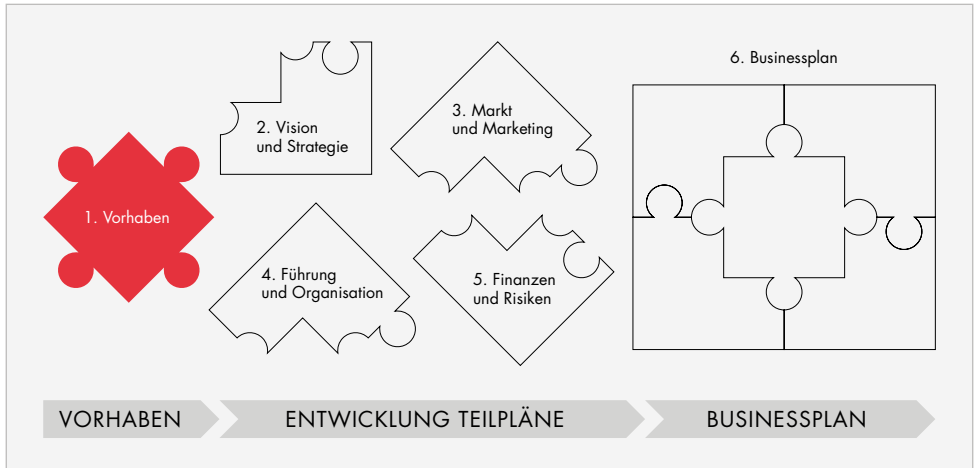 1. Vorhaben
2. Vision
und Strategie
3. Markt
und Marketing
4. Führung
und Organisation
5. Finanzen
und Risiken
6. Businessplan
VORHABEN
ENTWICKLUNG TEILPLÄNE
BUSINESSPLAN